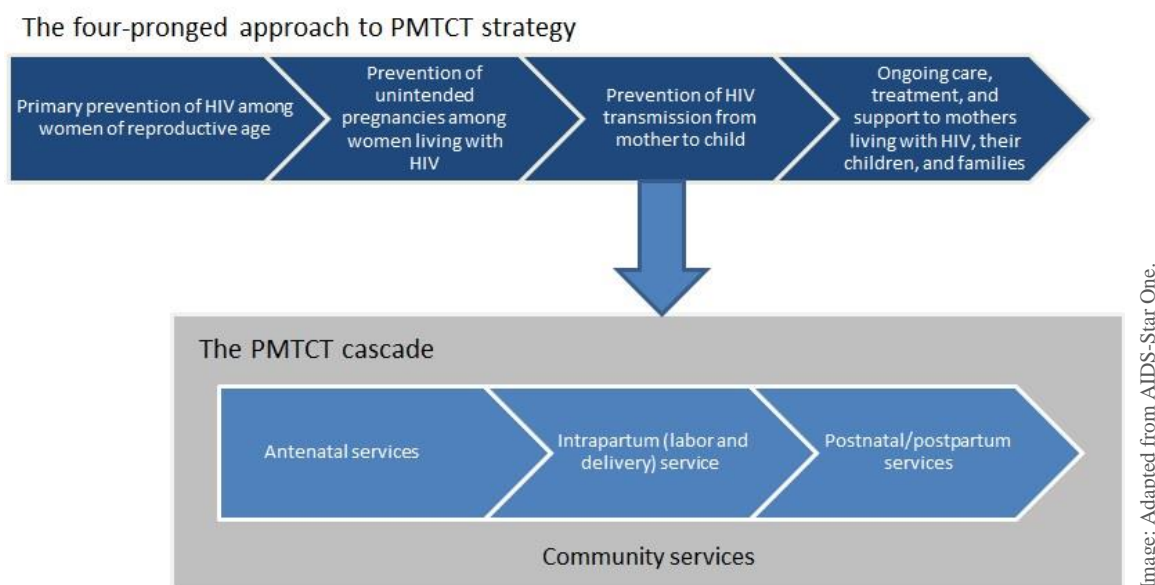 The four-pronged approach to PMTCT strategy
Primary prevention of HIV among
women of reproductive age
Prevention of
unintended
pregnancies among
women living with
HIV
Prevention of HIV
transmission from
mother to child
Ongoing care,
treatment, and
support to mothers
living with HIV, their
children, and families
The PMTCT cascade
Antenatal services
Intrapartum (labor and
delivery) service
Postnatal/postpartum
services
Community services
Image: Adapted from AIDS-Star One.